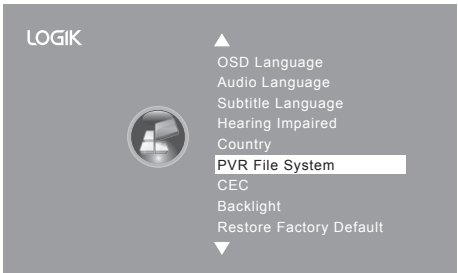 LOGIK
OSD Language
Audio Language
Subtitle Language
Hearing Impaired
Country
PVR File System
CEC
Backlight
Restore Factory Default